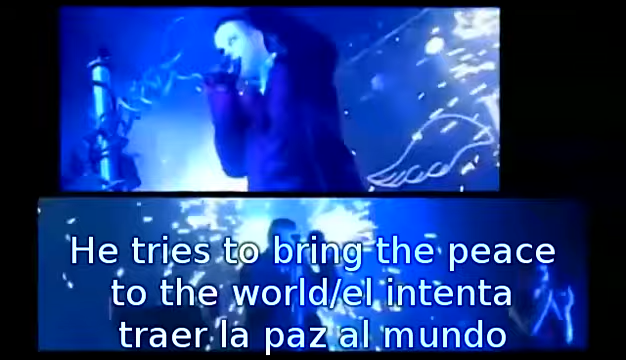 He tries to bring the peace
to the world/el intenta
traer la paz al mundo